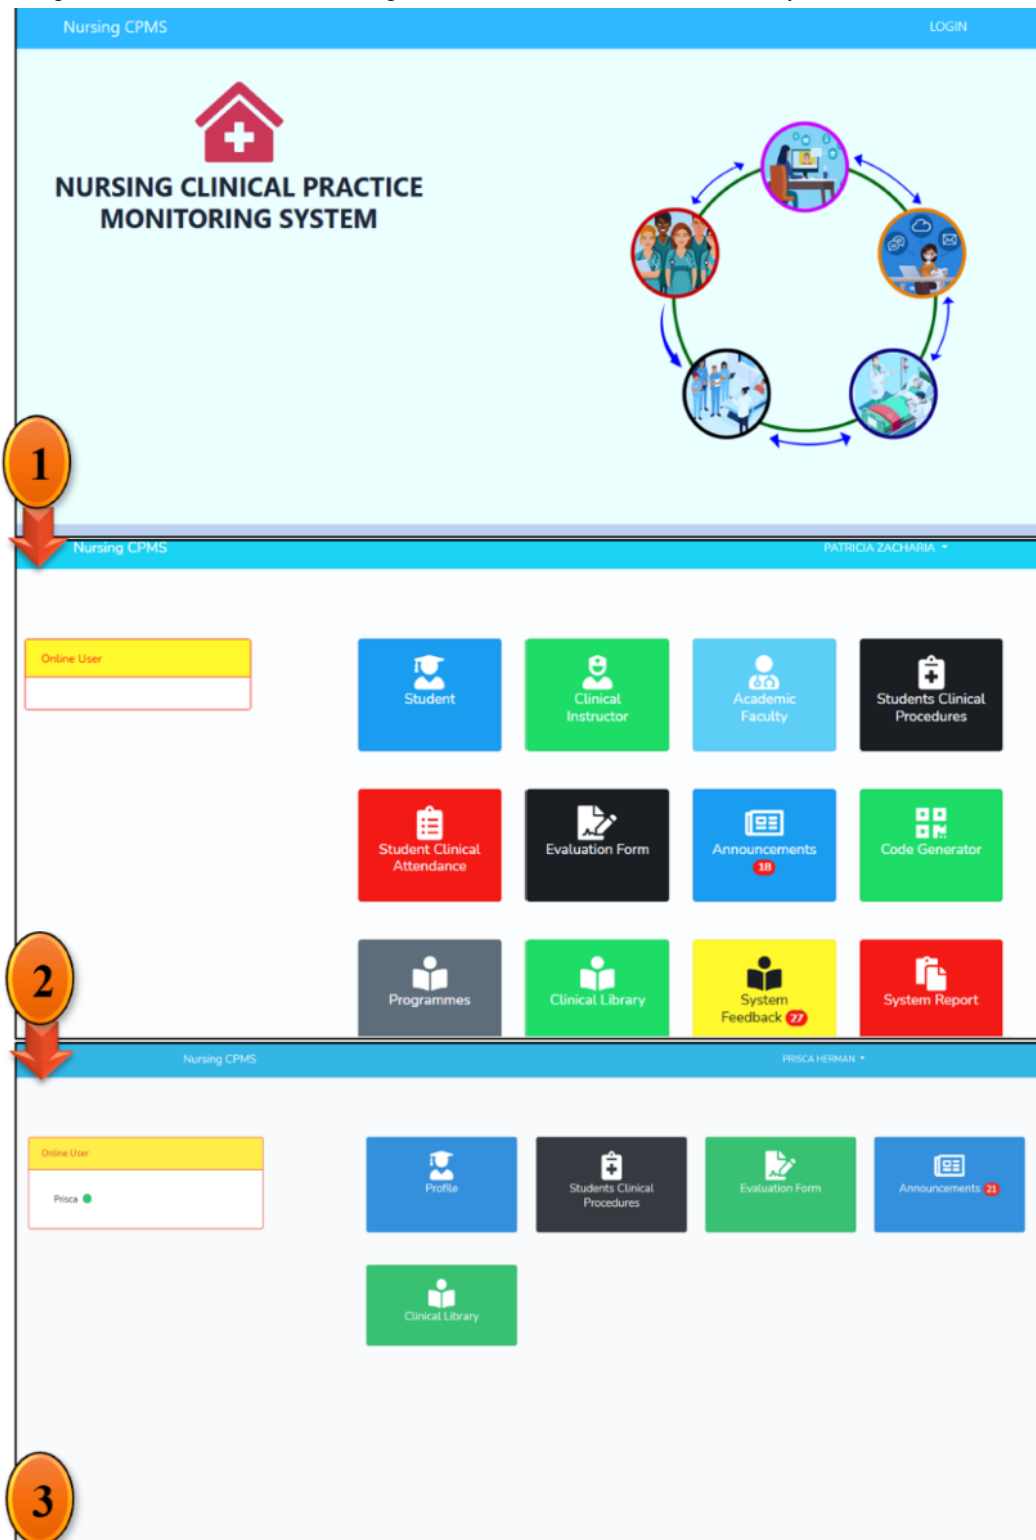 Nursing CPMS
LOGIN
NURSING CLINICAL PRACTICE
MONITORING SYSTEM
1
Nursing CPMS
PATRICIA ZACHARIA
Online User
Student
Clinical
Instructor
Academic
Faculty
Students Clinical
Procedures
Student Clinical
Attendance
Evaluation Form
Announcements
18
Code Generator
2
Programmes
Clinical Library
System
Feedback 27
System Report
Nursing CPMS
PRISCA HERMAN
Online User
Prisca
Profile
Students Clinical
Procedures
Evaluation Form
Announcements 21
Clinical Library
3